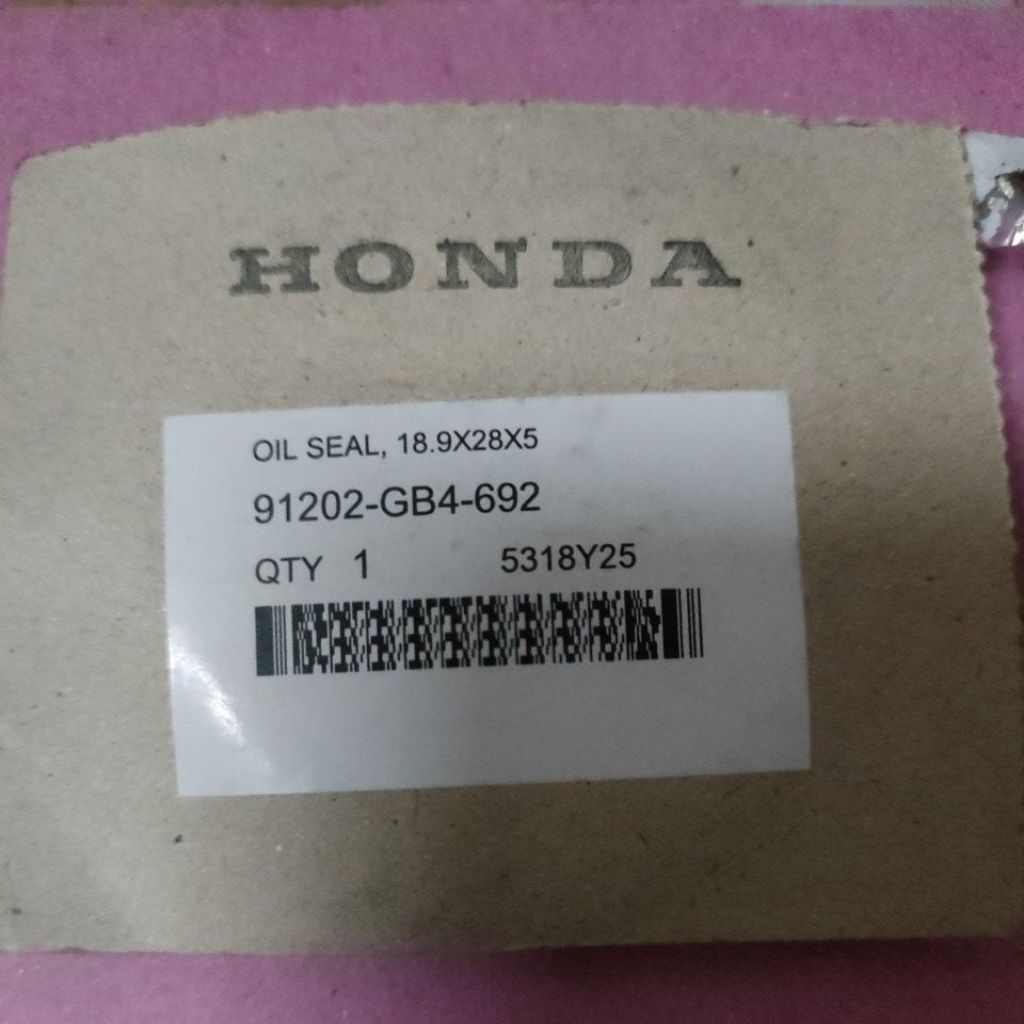 HONDA
OIL SEAL, 18.9X28X5
91202-GB4-692
QTY 1 5318Y25